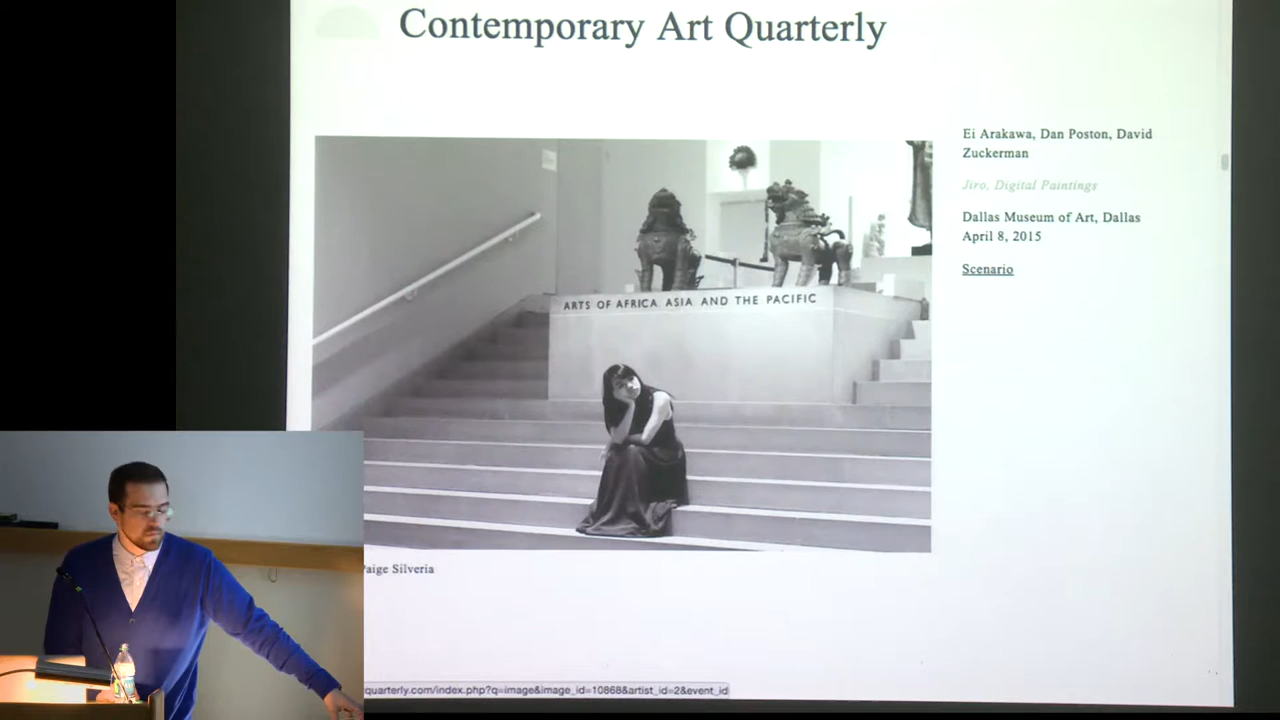 Contemporary Art Quarterly
Ei Arakawa, Dan Poston, David
Zuckerman
Jiro, Digital Paintings
Dallas Museum of Art, Dallas
April 8, 2015
Scenario
ARTS OF AFRICA ASIA AND THE PACIFIC
aige Silveria
quarterly.com/index.php?q=image&image_id=10868&artist_id=2&event_id